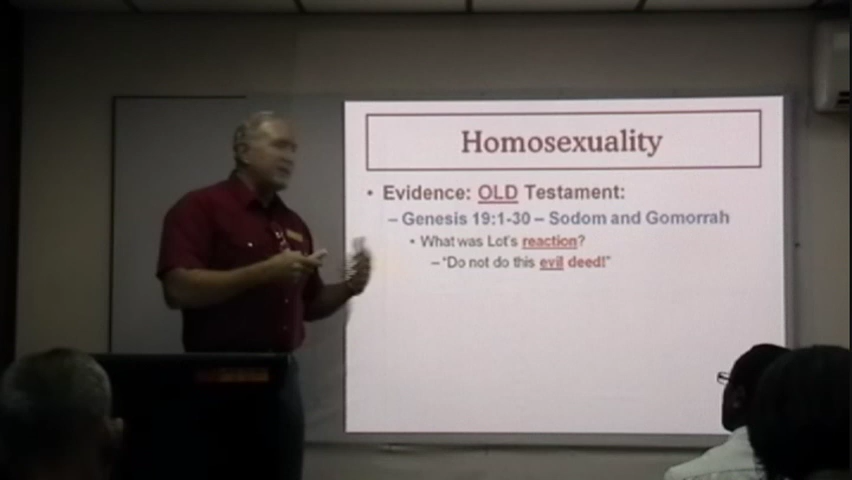 Homosexuality
• Evidence: OLD Testament:
– Genesis 19:1-30 – Sodom and Gomorrah
• What was Lot's reaction?
– "Do not do this evil deed!"